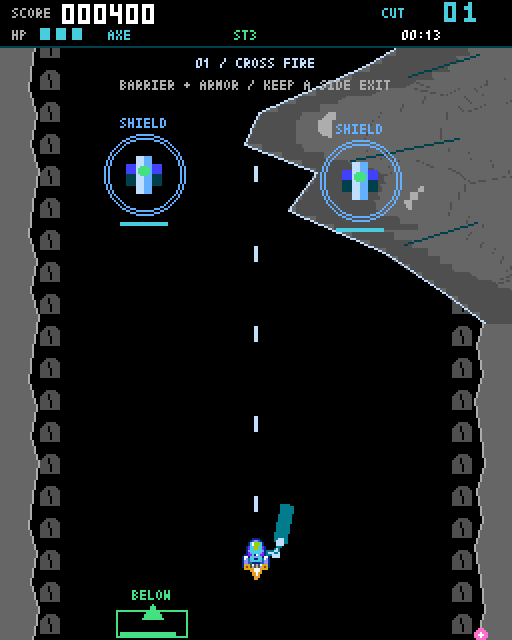 SCORE 000400 CUT 01
HP AXE ST3 00:13
01 / CROSS FIRE
BARRIER + ARMOR / KEEP A SIDE EXIT
SHIELD
SHIELD
BELOW